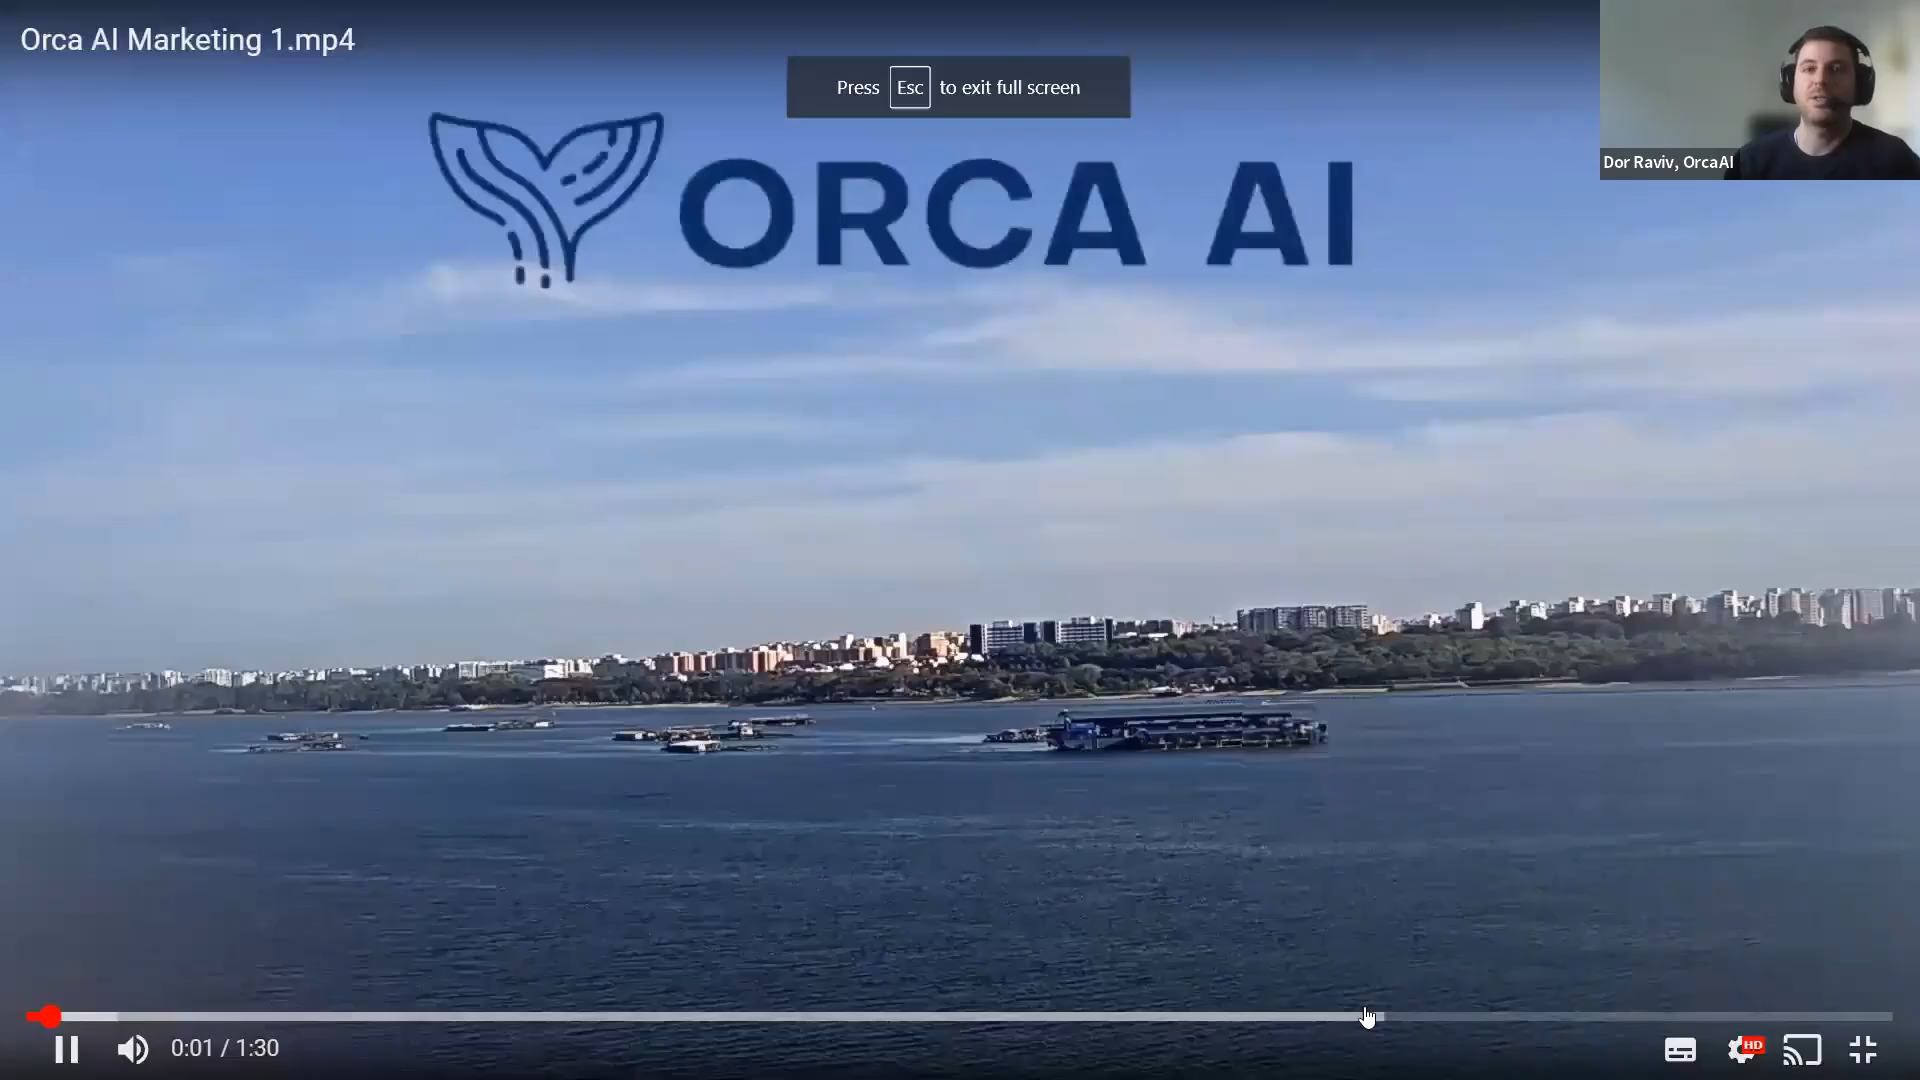 Orca AI Marketing 1.mp4
Press Esc to exit full screen
Dor Raviv, OrcaAI
ORCA AI
0:01 / 1:30
HD